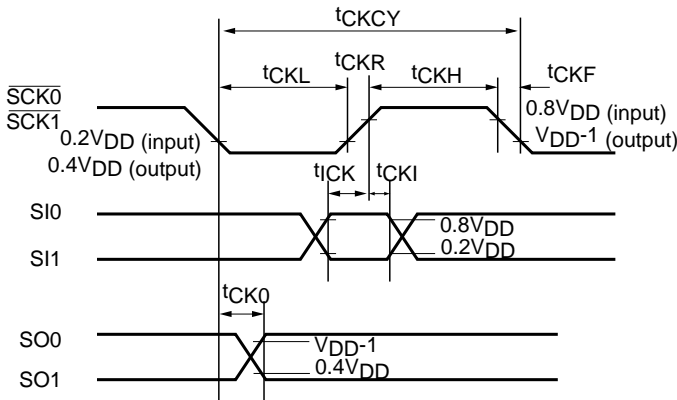 tCKCY
tCKR
tCKL
tCKH
tCKF
SCK0
SCK1
0.8VDD (input)
VDD-1 (output)
0.2VDD (input)
0.4VDD (output)
tICK
tCKI
SI0
0.8VDD
0.2VDD
SI1
tCK0
SO0
VDD-1
0.4VDD
SO1